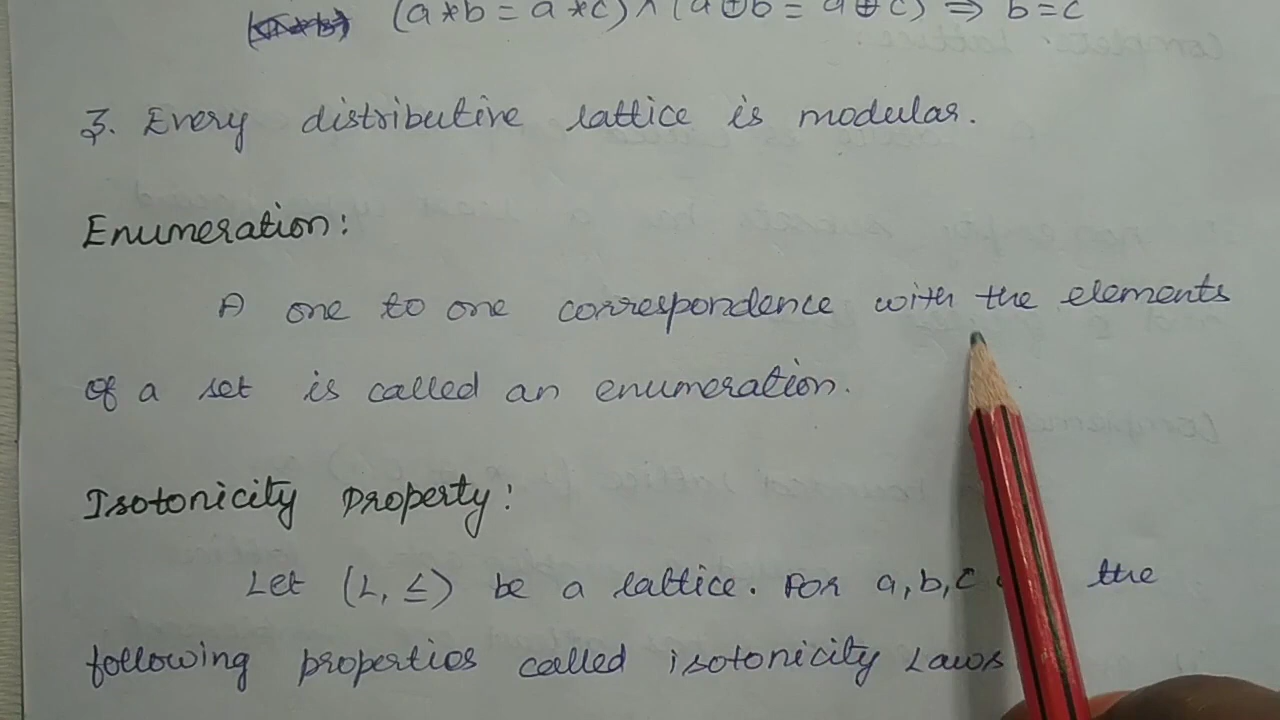 (a * b = a * c) ∧ (a ⊕ b = a ⊕ c) ⇒ b = c
3. Every distributive lattice is modular.
Enumeration:
A one to one correspondence with the elements
of a set is called an enumeration.
Isotonicity Property:
Let (L, ≤) be a lattice. For a, b, c the
following properties called isotonicity Laws